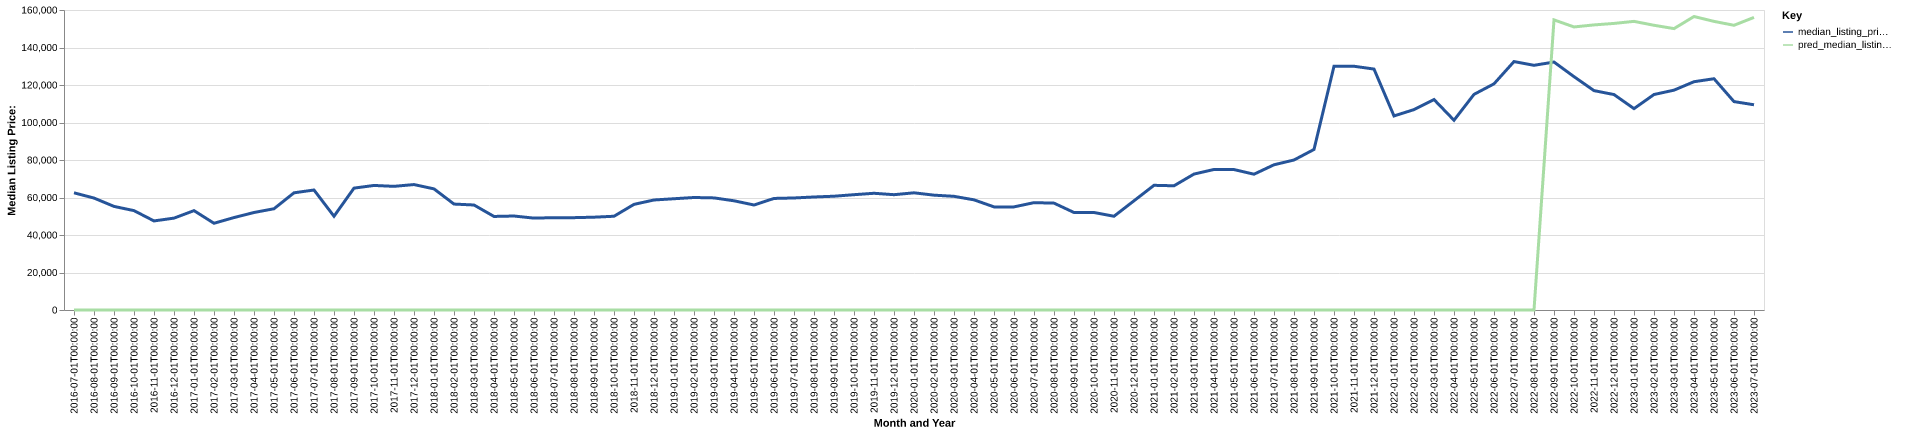 160,000
140,000
120,000
100,000
80,000
60,000
40,000
20,000
0
Median Listing Price:
2016-07-01T00:00:00
2016-08-01T00:00:00
2016-09-01T00:00:00
2016-10-01T00:00:00
2016-11-01T00:00:00
2016-12-01T00:00:00
2017-01-01T00:00:00
2017-02-01T00:00:00
2017-03-01T00:00:00
2017-04-01T00:00:00
2017-05-01T00:00:00
2017-06-01T00:00:00
2017-07-01T00:00:00
2017-08-01T00:00:00
2017-09-01T00:00:00
2017-10-01T00:00:00
2017-11-01T00:00:00
2017-12-01T00:00:00
2018-01-01T00:00:00
2018-02-01T00:00:00
2018-03-01T00:00:00
2018-04-01T00:00:00
2018-05-01T00:00:00
2018-06-01T00:00:00
2018-07-01T00:00:00
2018-08-01T00:00:00
2018-09-01T00:00:00
2018-10-01T00:00:00
2018-11-01T00:00:00
2018-12-01T00:00:00
2019-01-01T00:00:00
2019-02-01T00:00:00
2019-03-01T00:00:00
2019-04-01T00:00:00
2019-05-01T00:00:00
2019-06-01T00:00:00
2019-07-01T00:00:00
2019-08-01T00:00:00
2019-09-01T00:00:00
2019-10-01T00:00:00
2019-11-01T00:00:00
2019-12-01T00:00:00
2020-01-01T00:00:00
2020-02-01T00:00:00
2020-03-01T00:00:00
2020-04-01T00:00:00
2020-05-01T00:00:00
2020-06-01T00:00:00
2020-07-01T00:00:00
2020-08-01T00:00:00
2020-09-01T00:00:00
2020-10-01T00:00:00
2020-11-01T00:00:00
2020-12-01T00:00:00
2021-01-01T00:00:00
2021-02-01T00:00:00
2021-03-01T00:00:00
2021-04-01T00:00:00
2021-05-01T00:00:00
2021-06-01T00:00:00
2021-07-01T00:00:00
2021-08-01T00:00:00
2021-09-01T00:00:00
2021-10-01T00:00:00
2021-11-01T00:00:00
2021-12-01T00:00:00
2022-01-01T00:00:00
2022-02-01T00:00:00
2022-03-01T00:00:00
2022-04-01T00:00:00
2022-05-01T00:00:00
2022-06-01T00:00:00
2022-07-01T00:00:00
2022-08-01T00:00:00
2022-09-01T00:00:00
2022-10-01T00:00:00
2022-11-01T00:00:00
2022-12-01T00:00:00
2023-01-01T00:00:00
2023-02-01T00:00:00
2023-03-01T00:00:00
2023-04-01T00:00:00
2023-05-01T00:00:00
2023-06-01T00:00:00
2023-07-01T00:00:00
Month and Year
Key
median_listing_pri…
pred_median_listin…